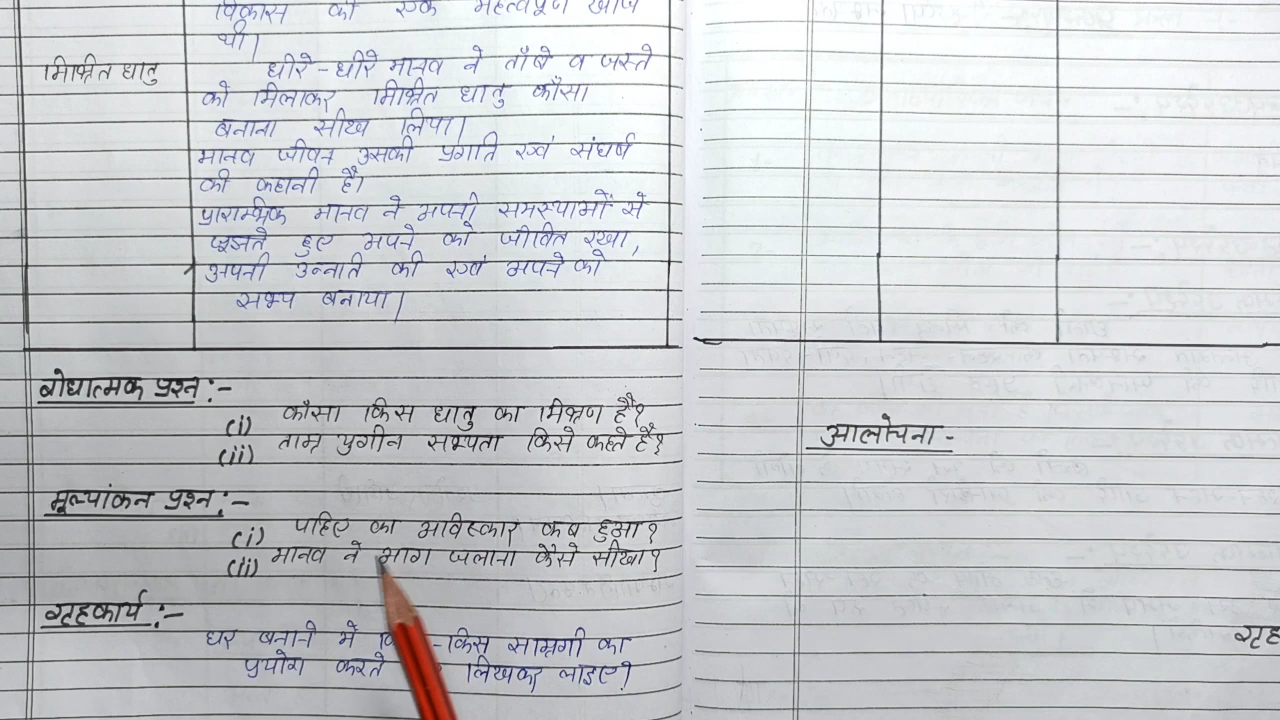 विकास की एक महत्वपूर्ण खोज
थी।
मिश्रित धातु
धीरे-धीरे मानव ने ताँबे व जस्ते
को मिलाकर मिश्रित धातु काँसा
बनाना सीख लिया।
मानव जीवन उसकी प्रगति एवं संघर्ष
की कहानी है।
प्रारम्भिक मानव ने अपनी समस्याओं से
जूझते हुए अपने को जीवित रखा,
अपनी उन्नति की एवं अपने को
सभ्य बनाया।
बोधात्मक प्रश्न :-
(i) काँसा किस धातु का मिश्रण है?
(ii) ताम्र युगीन सभ्यता किसे कहते है?
मूल्यांकन प्रश्न :-
(i) पहिए का आविष्कार कब हुआ?
(ii) मानव ने आग जलाना कैसे सीखा?
गृहकार्य :-
घर बनाने में -किस सामग्री का
प्रयोग करते लिखकर लाइए?
आलोचना -
गृह